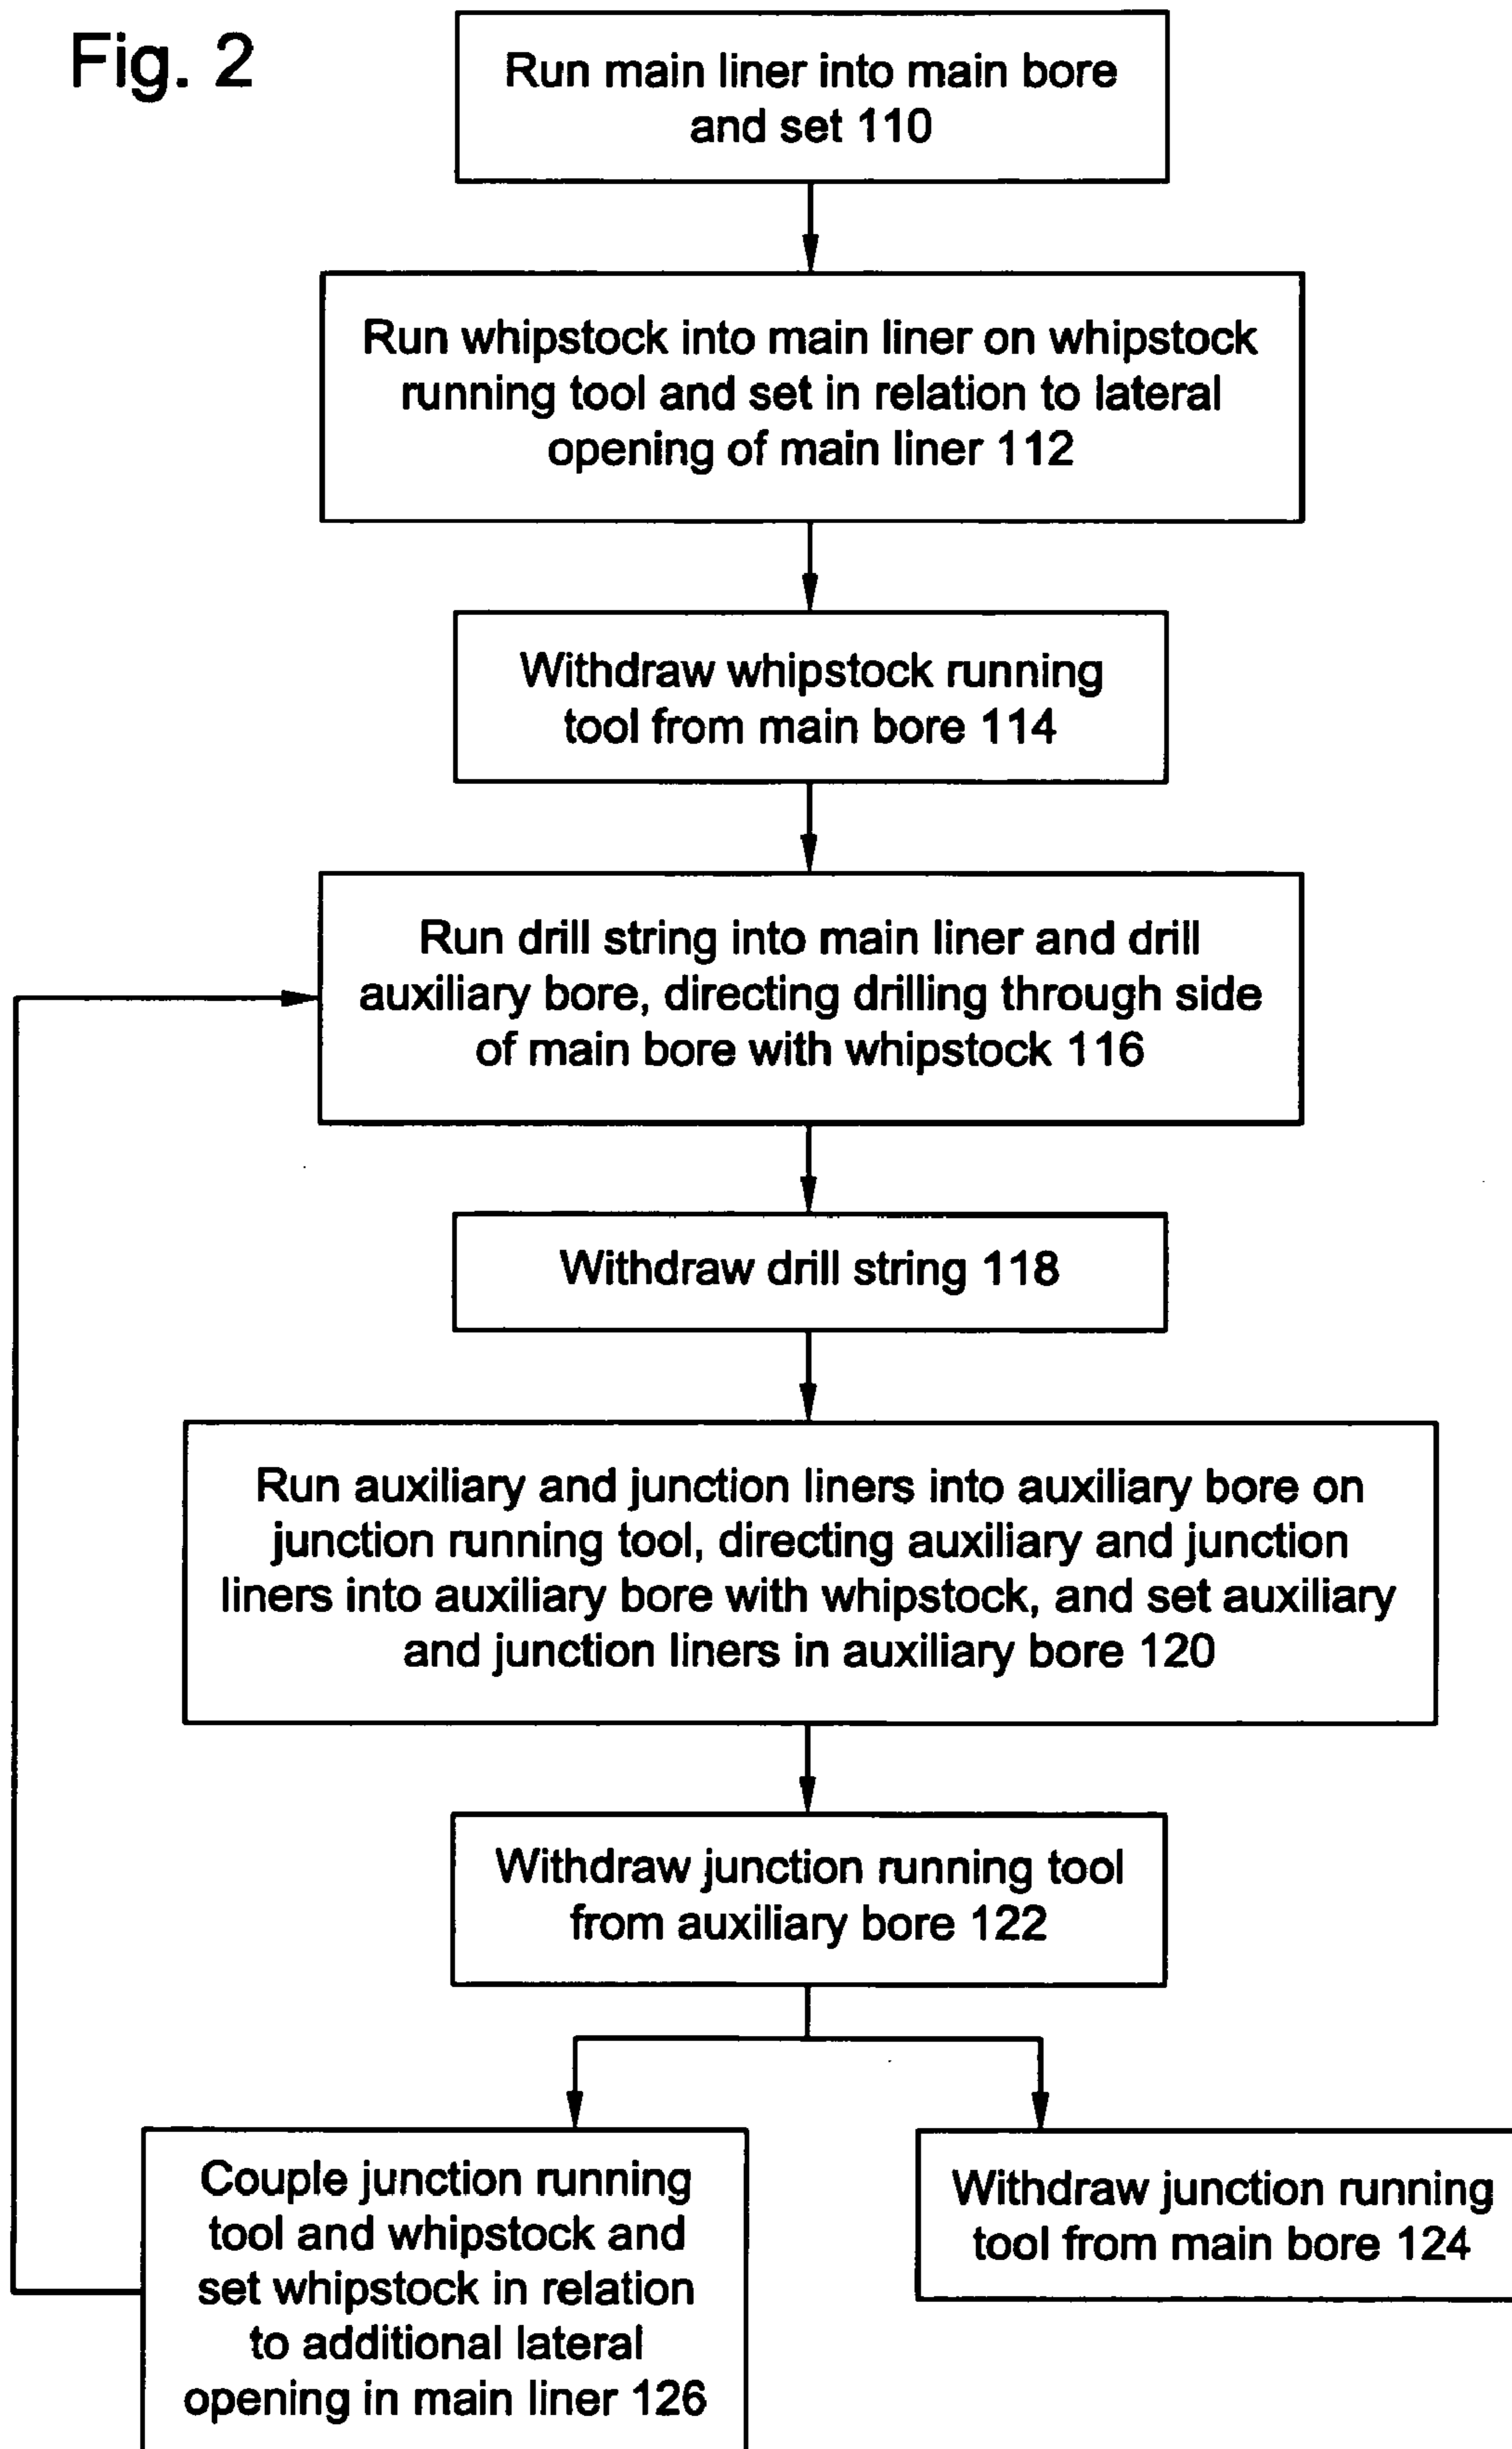 Fig. 2
Run main liner into main bore
and set 110
Run whipstock into main liner on whipstock
running tool and set in relation to lateral
opening of main liner 112
Withdraw whipstock running
tool from main bore 114
Run drill string into main liner and drill
auxiliary bore, directing drilling through side
of main bore with whipstock 116
Withdraw drill string 118
Run auxiliary and junction liners into auxiliary bore on
junction running tool, directing auxiliary and junction
liners into auxiliary bore with whipstock, and set auxiliary
and junction liners in auxiliary bore 120
Withdraw junction running tool
from auxiliary bore 122
Couple junction running
tool and whipstock and
set whipstock in relation
to additional lateral
opening in main liner 126
Withdraw junction running
tool from main bore 124